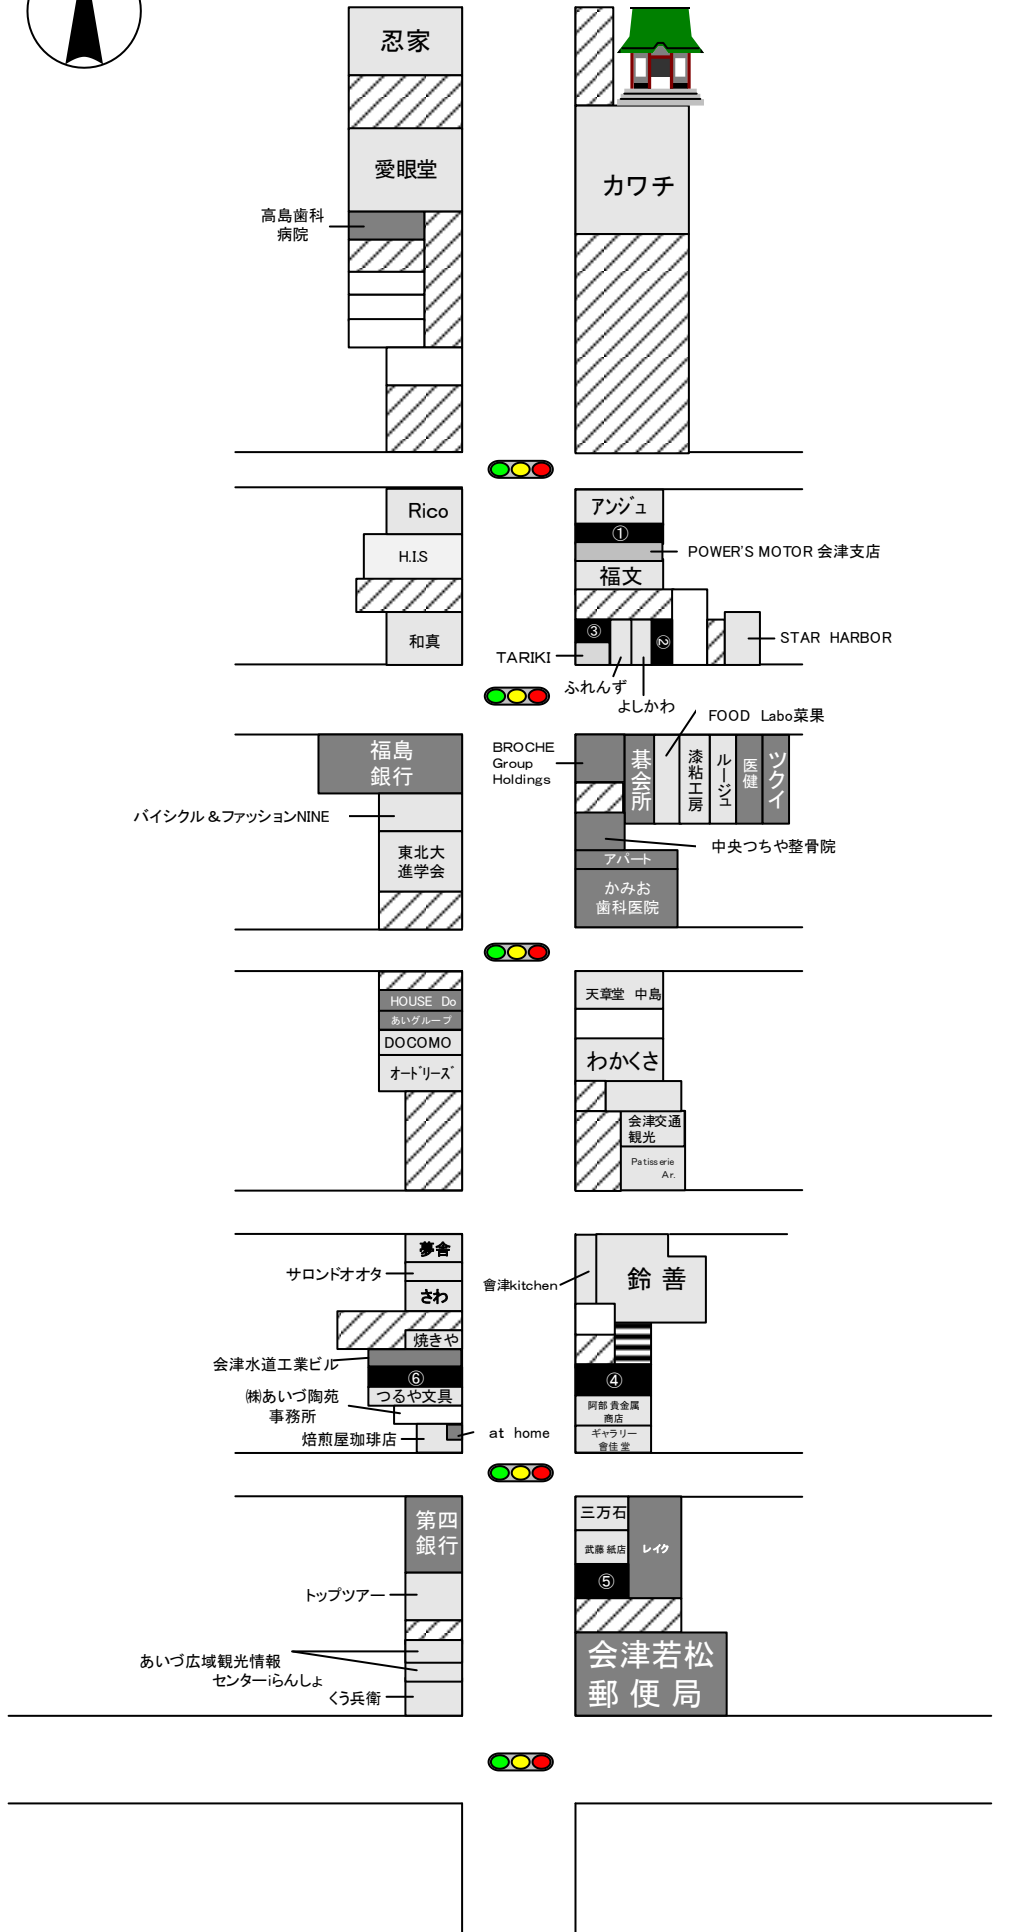 忍家
愛眼堂
カワチ
高島歯科
病院
Rico
アンジュ
①
H.I.S
POWER'S MOTOR 会津支店
福文
和真
③
②
TARIKI
STAR HARBOR
ふれんず
よしかわ
FOOD Labo菜果
福島
銀行
BROCHE
Group
Holdings
碁会所
漆粘工房
ルージュ
医健
ツクイ
バイシクル&ファッションNINE
東北大
進学会
中央つちや整骨院
アパート
かみお
歯科医院
HOUSE Do
あいグループ
DOCOMO
オードリーズ
天章堂 中島
わかくさ
会津交通
観光
Patisserie
Ar.
夢舎
サロンドオオタ
さわ
焼きや
会津水道工業ビル
⑥
つるや文具
㈱あいづ陶苑
事務所
焙煎屋珈琲店
at home
會津kitchen
鈴善
④
阿部貴金属
商店
ギャラリー
會佳堂
第四
銀行
トップツアー
あいづ広域観光情報
センターiらんしょ
くう兵衛
三万石
武藤紙店
レイク
⑤
会津若松
郵便局